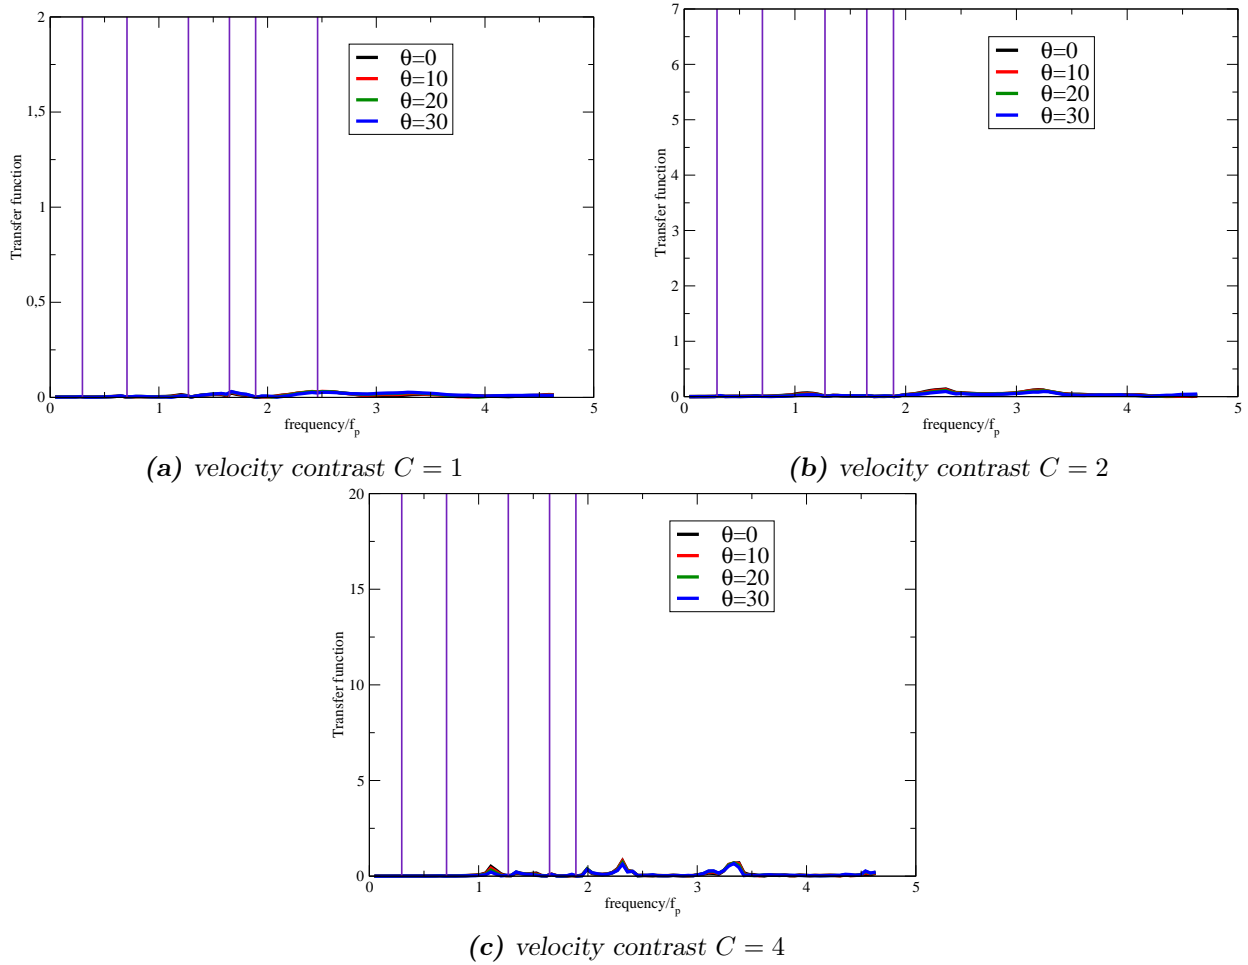 2
1,5
1
0,5
0
Transfer function
θ=0
θ=10
θ=20
θ=30
0 1 2 3 4 5
frequency/f_p
(a) velocity contrast C = 1
7
6
5
4
3
2
1
0
Transfer function
θ=0
θ=10
θ=20
θ=30
0 1 2 3 4 5
frequency/f_p
(b) velocity contrast C = 2
20
15
10
5
0
Transfer function
θ=0
θ=10
θ=20
θ=30
0 1 2 3 4 5
frequency/f_p
(c) velocity contrast C = 4